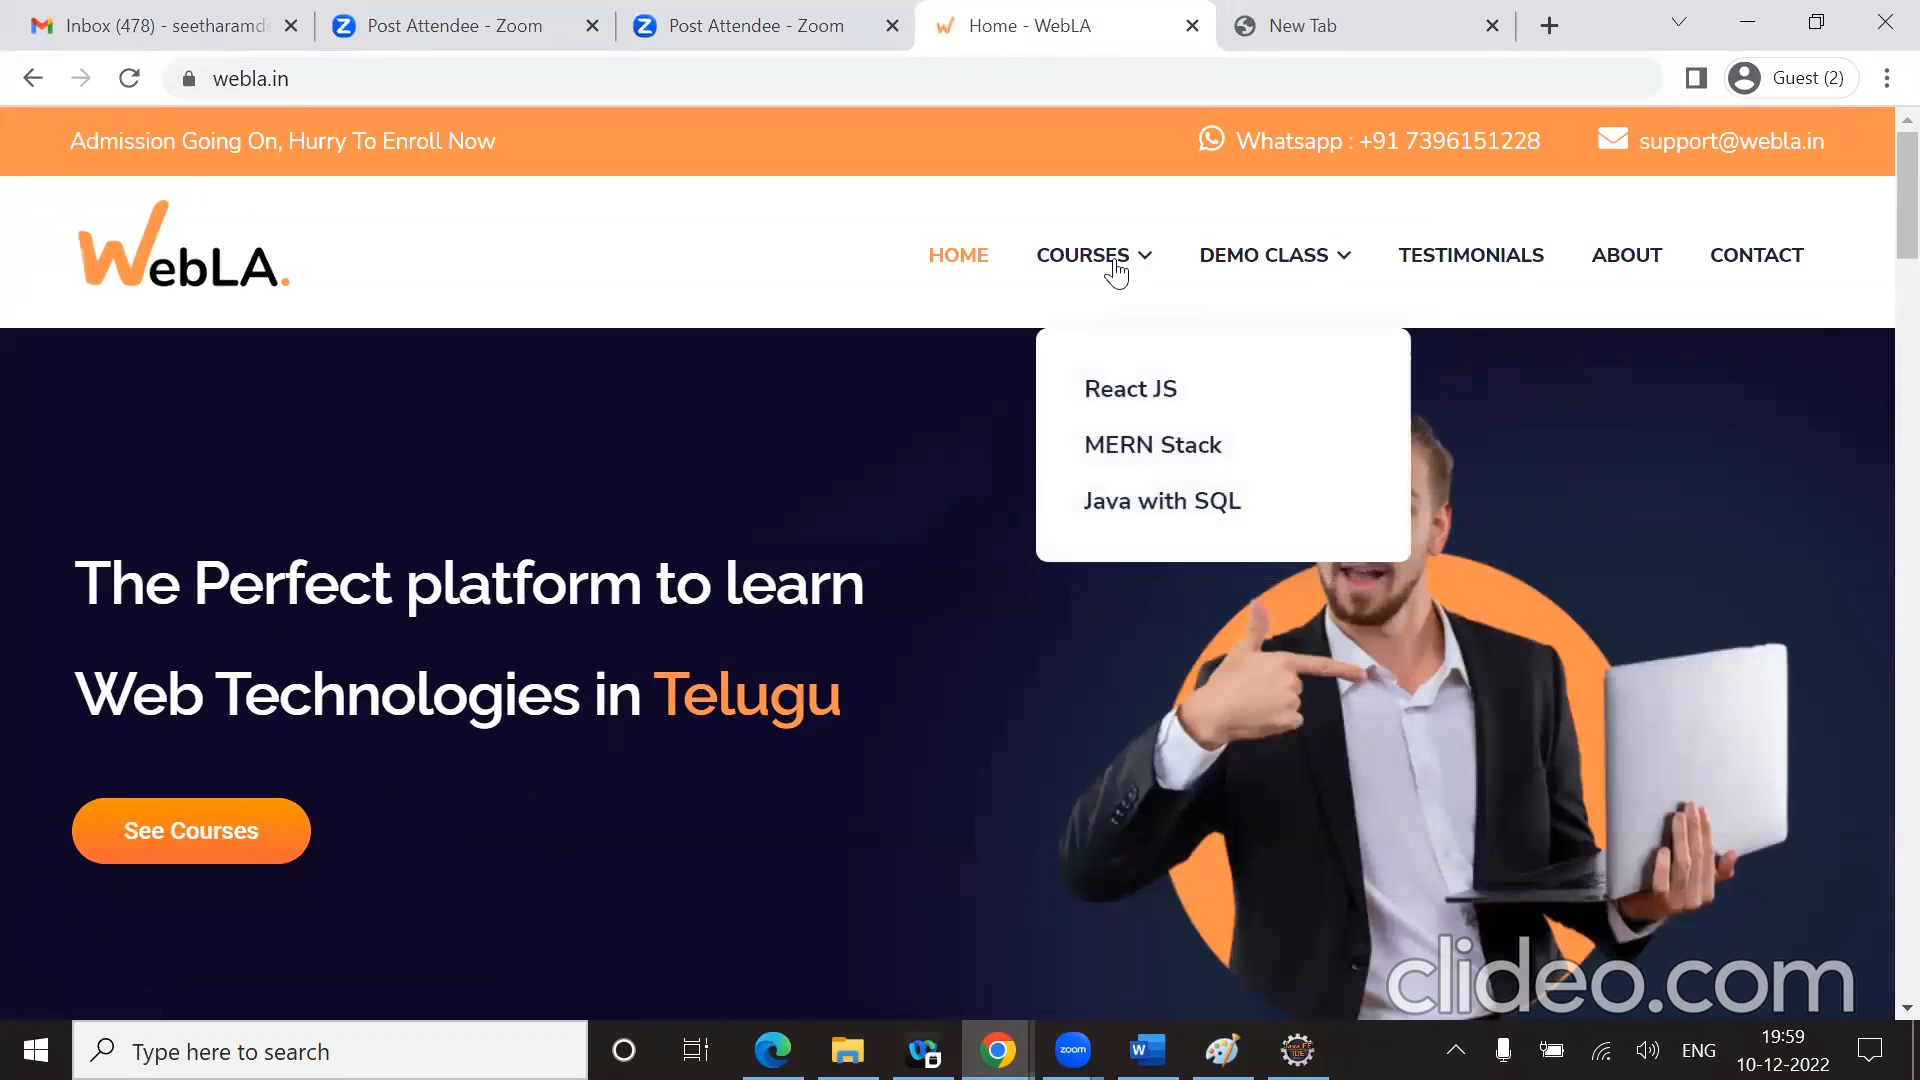 Inbox (478) - seetharamde
Post Attendee - Zoom
Post Attendee - Zoom
Home - WebLA
New Tab
webla.in
Guest (2)
Admission Going On, Hurry To Enroll Now
Whatsapp : +91 7396151228
support@webla.in
WebLA.
HOME
COURSES
DEMO CLASS
TESTIMONIALS
ABOUT
CONTACT
React JS
MERN Stack
Java with SQL
The Perfect platform to learn
Web Technologies in Telugu
See Courses
clideo.com
Type here to search
zoom
W
ENG
19:59
10-12-2022